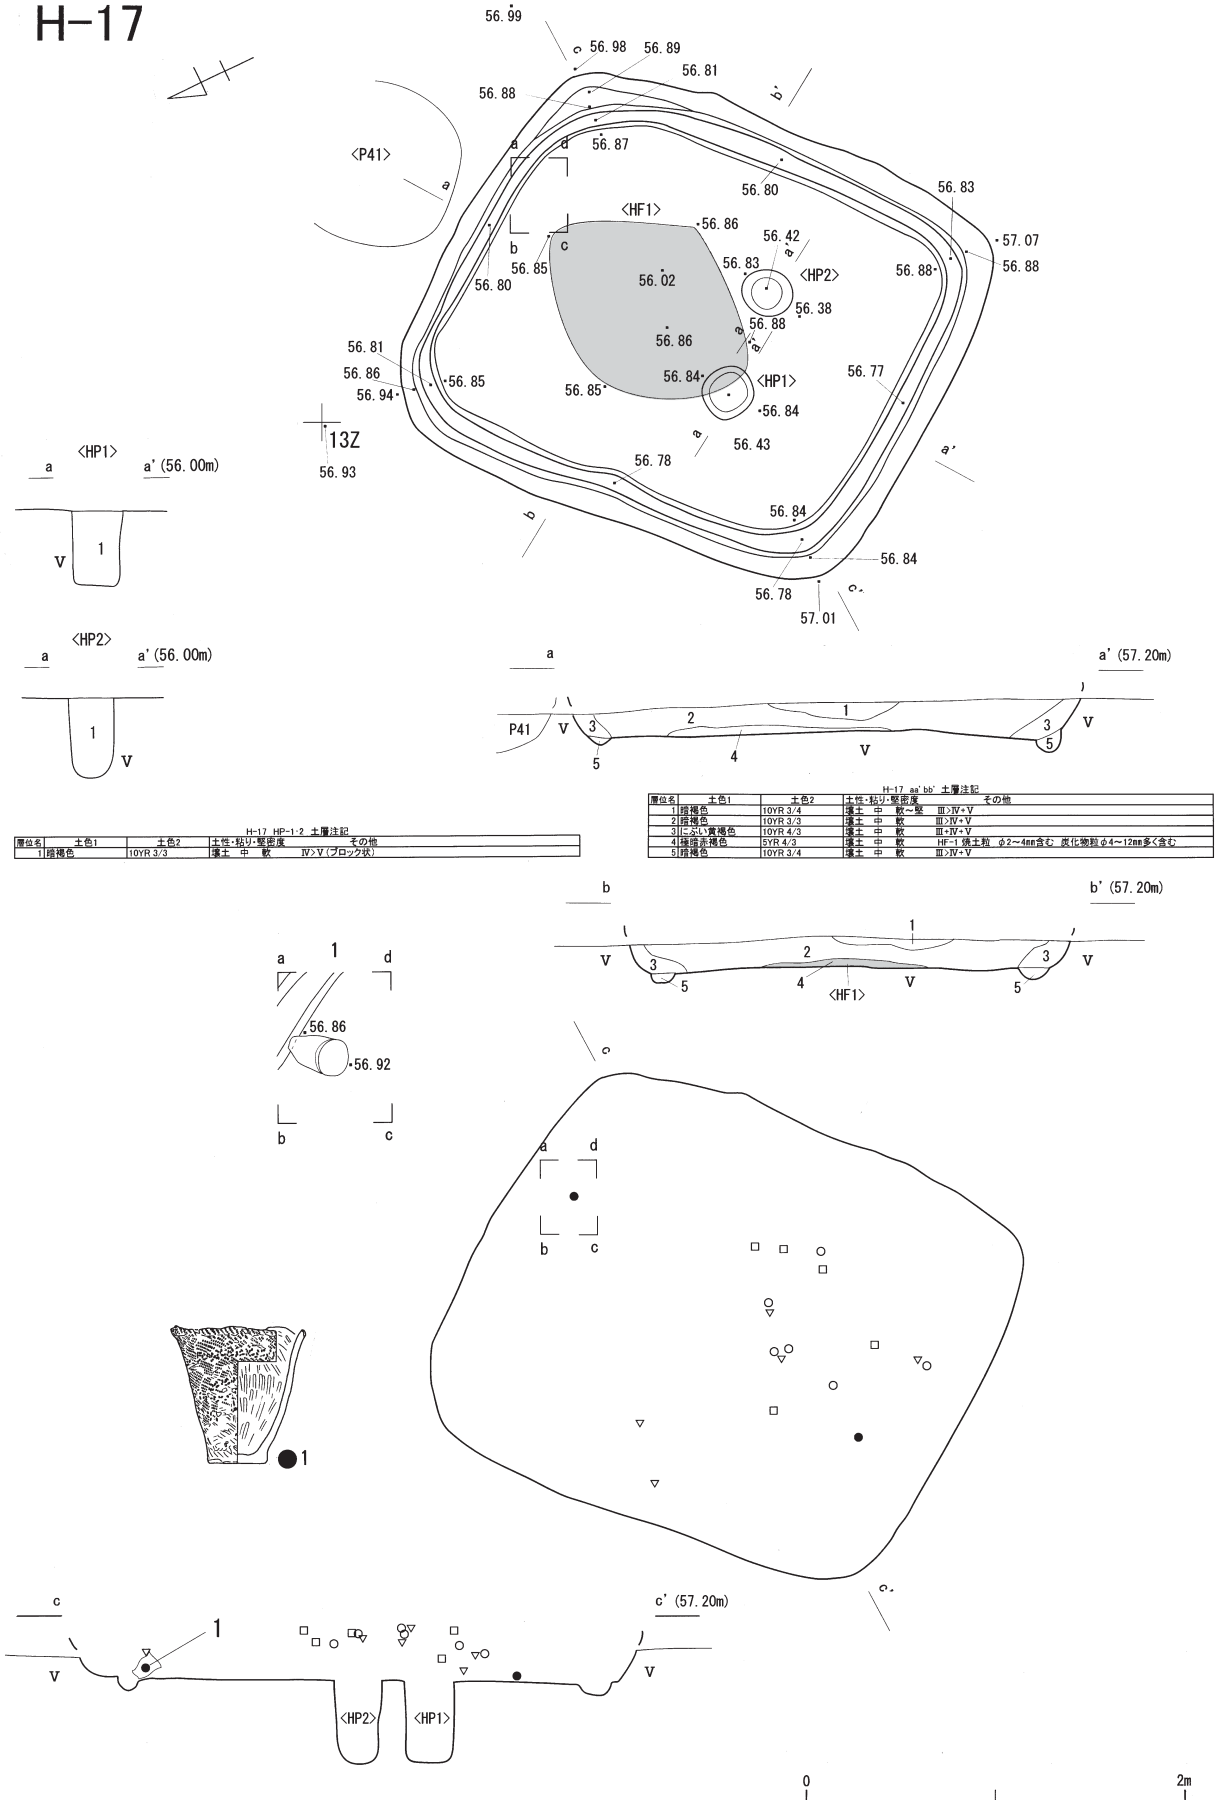 H-17
56.99
c
56.98
56.89
56.81
56.88
b'
<P41>
a
a
d
56.87
56.80
56.83
b
c
<HF1>
56.86
56.42
a'
57.07
56.85
56.80
56.02
56.83
<HP2>
56.88
56.88
56.38
56.88
a
a'
56.86
56.81
56.86
56.94
56.85
56.85
56.84
<HP1>
56.77
56.84
13Z
56.93
a
56.43
a'
56.78
b
56.84
56.84
56.78
c'
57.01
<HP1>
a
a'(56.00m)
V
1
<HP2>
a
a'(56.00m)
1
V
a
a'(57.20m)
P41
V
3
2
1
3
V
5
4
V
5
H-17 aa'bb' 土層注記
層位名 土色1 土色2 土性・粘り・堅密度 その他
1 暗褐色 10YR 3/4 壌土 中 軟〜堅 Ⅲ>Ⅳ+V
2 暗褐色 10YR 3/3 壌土 中 軟 Ⅲ>Ⅳ+V
3 にぶい黄褐色 10YR 4/3 壌土 中 軟 Ⅲ+Ⅳ+V
4 極暗赤褐色 5YR 4/3 壌土 中 軟 HF-1 焼土粒 φ2〜4mm含む 炭化物粒φ4〜12mm多く含む
5 暗褐色 10YR 3/4 壌土 中 軟 Ⅲ>Ⅳ+V
H-17 HP-1・2 土層注記
層位名 土色1 土色2 土性・粘り・堅密度 その他
1 暗褐色 10YR 3/3 壌土 中 軟 Ⅳ>V(ブロック状)
b
b'(57.20m)
V
3
2
1
3
V
5
4
V
5
<HF1>
a
1
d
56.86
56.92
b
c
c
a
d
b
c
1
c'
c
c'(57.20m)
1
V
V
<HP2>
<HP1>
0
2m